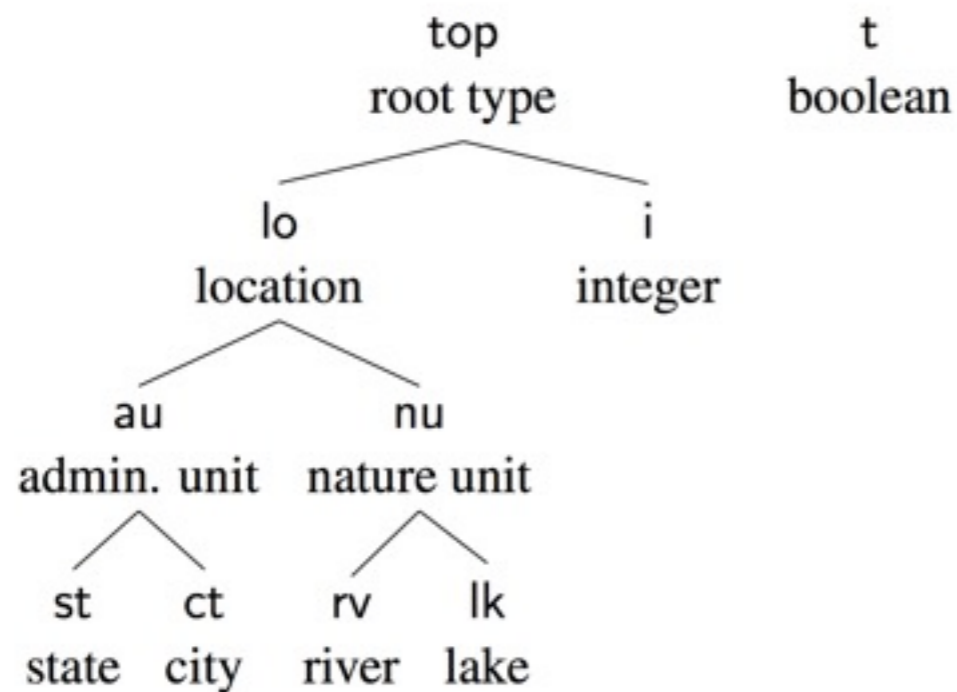 top t
root type boolean
lo i
location integer
au nu
admin. unit nature unit
st ct rv lk
state city river lake